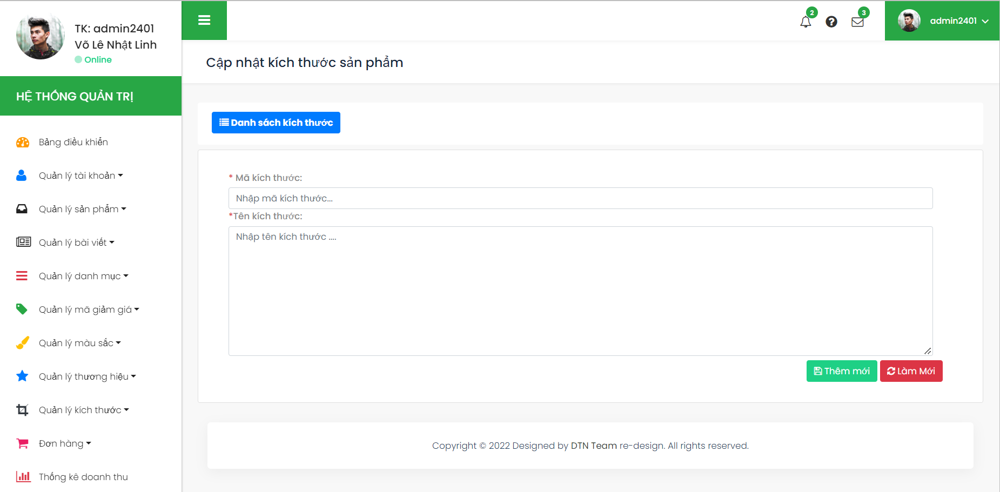 TK: admin2401
Võ Lê Nhật Linh
Online
HỆ THỐNG QUẢN TRỊ
Bảng điều khiển
Quản lý tài khoản
Quản lý sản phẩm
Quản lý bài viết
Quản lý danh mục
Quản lý mã giảm giá
Quản lý màu sắc
Quản lý thương hiệu
Quản lý kích thước
Đơn hàng
Thống kê doanh thu
2
3
admin2401
Cập nhật kích thước sản phẩm
Danh sách kích thước
* Mã kích thước:
Nhập mã kích thước...
*Tên kích thước:
Nhập tên kích thước ....
Thêm mới
Làm Mới
Copyright © 2022 Designed by DTN Team re-design. All rights reserved.